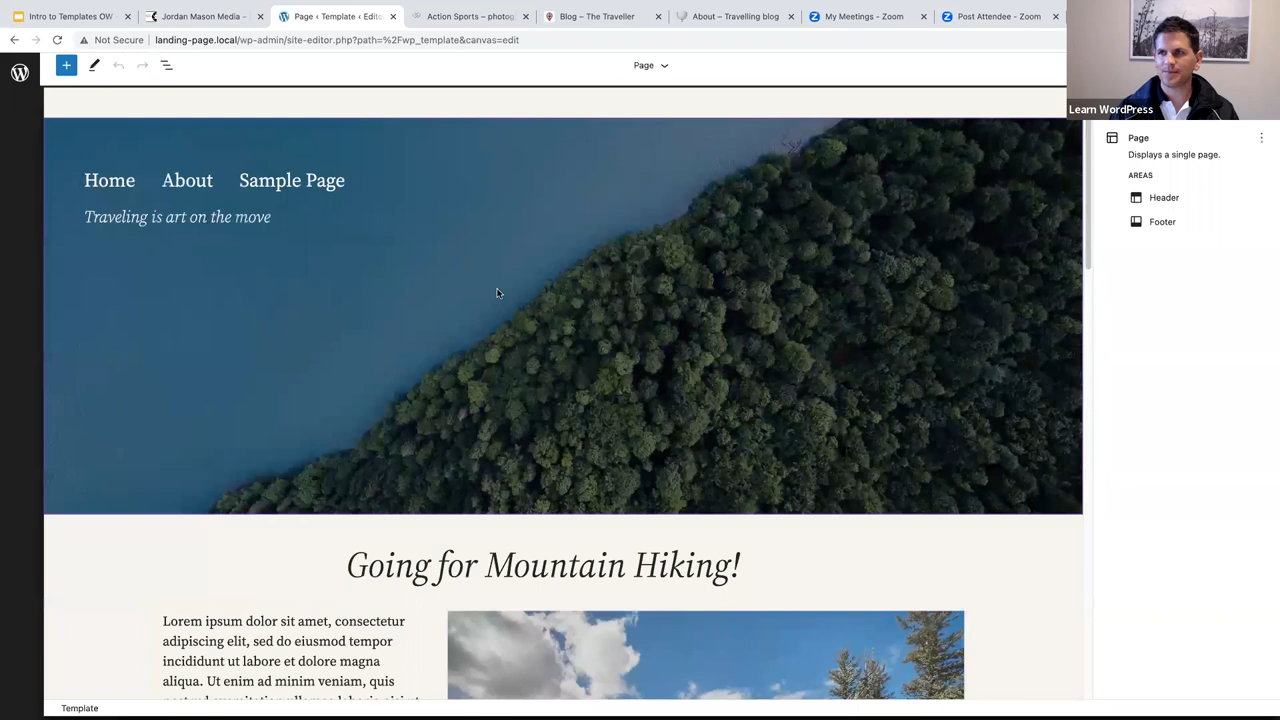 Intro to Templates OW
Jordan Mason Media –
Page ‹ Template ‹ Edito
Action Sports – photog
Blog – The Traveller
About – Travelling blog
My Meetings - Zoom
Post Attendee - Zoom
Not Secure
landing-page.local/wp-admin/site-editor.php?path=%2Fwp_template&canvas=edit
Page
Learn WordPress
Page
Displays a single page.
AREAS
Header
Footer
Home
About
Sample Page
Traveling is art on the move
Going for Mountain Hiking!
Lorem ipsum dolor sit amet, consectetur
adipiscing elit, sed do eiusmod tempor
incididunt ut labore et dolore magna
aliqua. Ut enim ad minim veniam, quis
Template